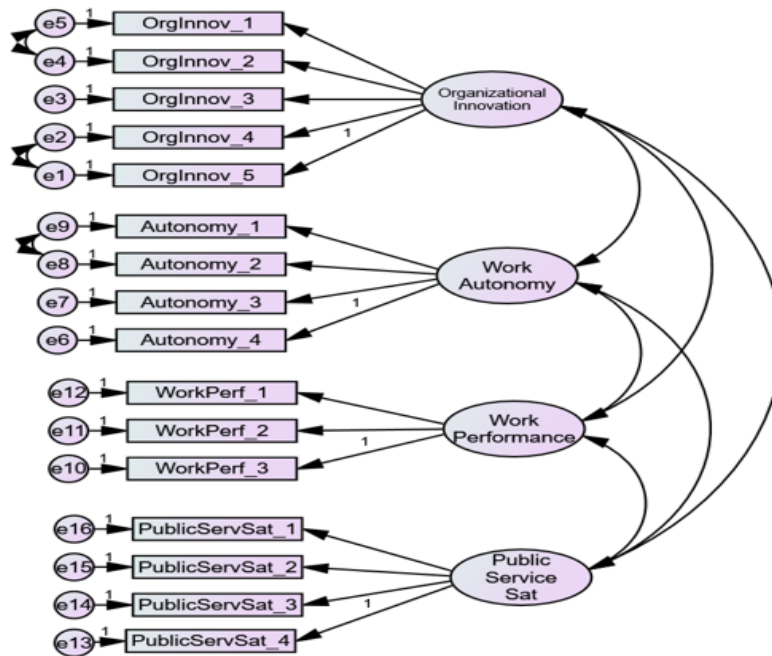 e5 1 OrgInnov_1
e4 1 OrgInnov_2
e3 1 OrgInnov_3
e2 1 OrgInnov_4
e1 1 OrgInnov_5
1
Organizational
Innovation
e9 1 Autonomy_1
e8 1 Autonomy_2
e7 1 Autonomy_3
e6 1 Autonomy_4
1
Work
Autonomy
e12 1 WorkPerf_1
e11 1 WorkPerf_2
e10 1 WorkPerf_3
1
Work
Performance
e16 1 PublicServSat_1
e15 1 PublicServSat_2
e14 1 PublicServSat_3
e13 1 PublicServSat_4
1
Public
Service
Sat